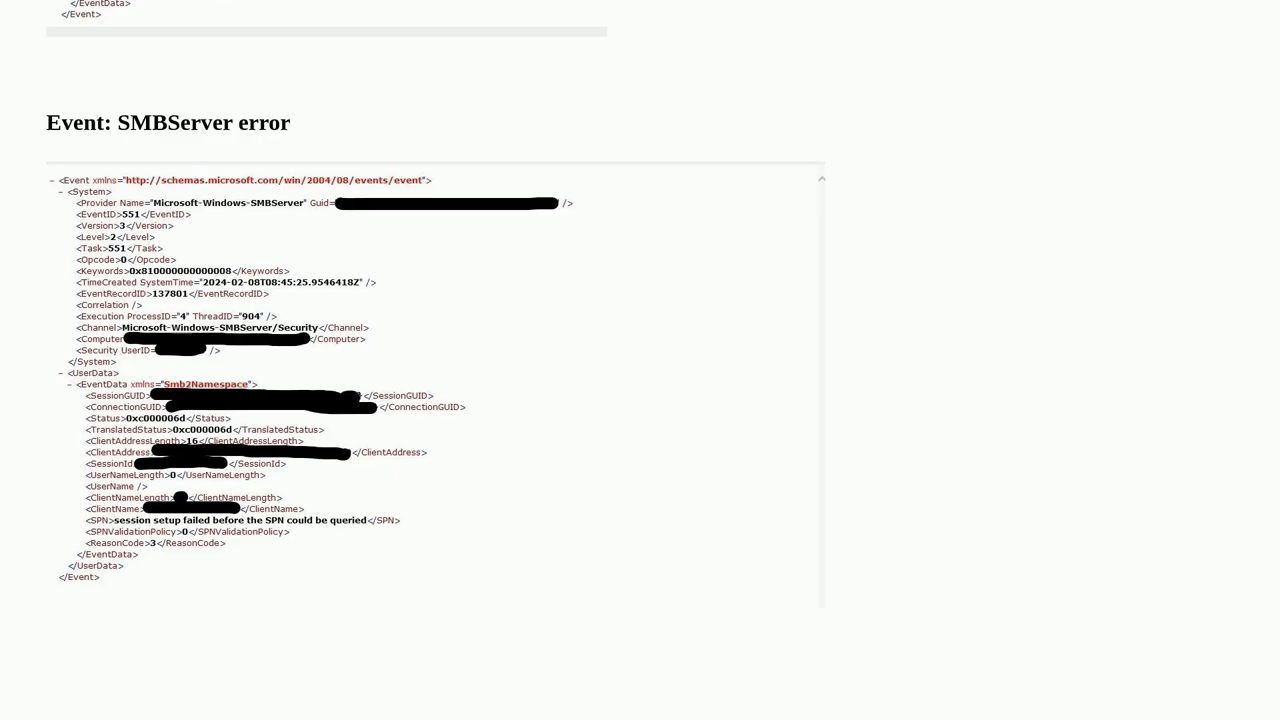 </EventData>
</Event>
Event: SMBServer error
– <Event xmlns="http://schemas.microsoft.com/win/2004/08/events/event">
– <System>
<Provider Name="Microsoft-Windows-SMBServer" Guid= />
<EventID>551</EventID>
<Version>3</Version>
<Level>2</Level>
<Task>551</Task>
<Opcode>0</Opcode>
<Keywords>0x810000000000008</Keywords>
<TimeCreated SystemTime="2024-02-08T08:45:25.9546418Z" />
<EventRecordID>137801</EventRecordID>
<Correlation />
<Execution ProcessID="4" ThreadID="904" />
<Channel>Microsoft-Windows-SMBServer/Security</Channel>
<Computer </Computer>
<Security UserID= />
</System>
– <UserData>
– <EventData xmlns="Smb2Namespace">
<SessionGUID> </SessionGUID>
<ConnectionGUID> </ConnectionGUID>
<Status>0xc000006d</Status>
<TranslatedStatus>0xc000006d</TranslatedStatus>
<ClientAddressLength>16</ClientAddressLength>
<ClientAddress </ClientAddress>
<SessionId </SessionId>
<UserNameLength>0</UserNameLength>
<UserName />
<ClientNameLength> </ClientNameLength>
<ClientName> </ClientName>
<SPN>session setup failed before the SPN could be queried</SPN>
<SPNValidationPolicy>0</SPNValidationPolicy>
<ReasonCode>3</ReasonCode>
</EventData>
</UserData>
</Event>